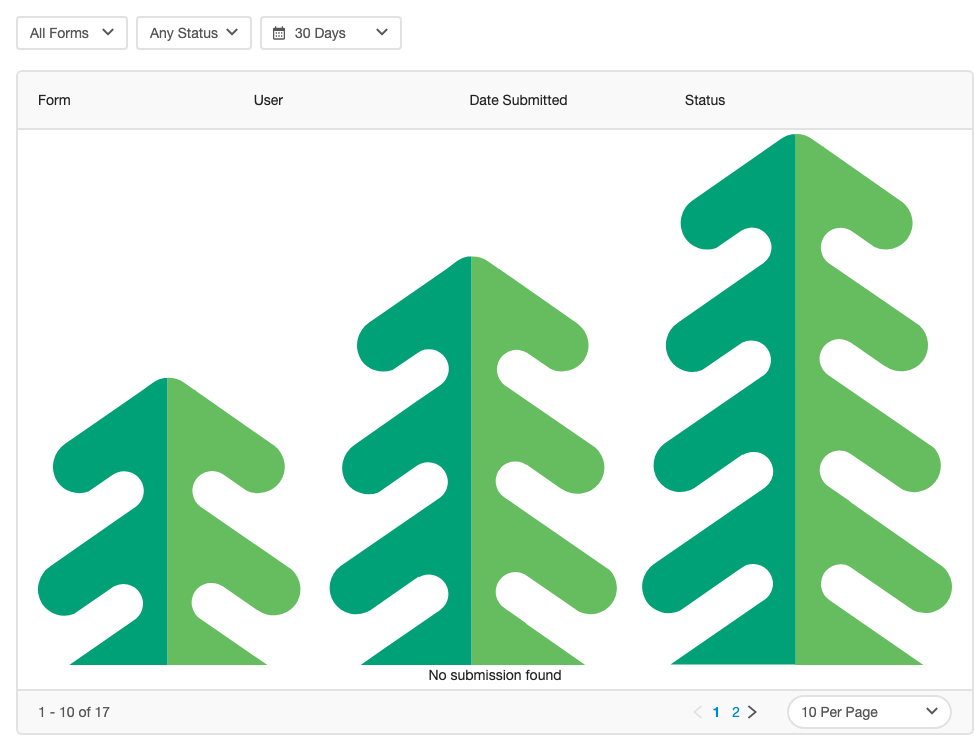 All Forms Any Status 30 Days
Form User Date Submitted Status
No submission found
1 - 10 of 17 1 2 10 Per Page